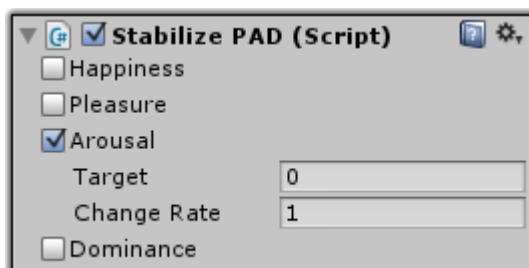 Stabilize PAD (Script)
Happiness
Pleasure
Arousal
Target 0
Change Rate 1
Dominance